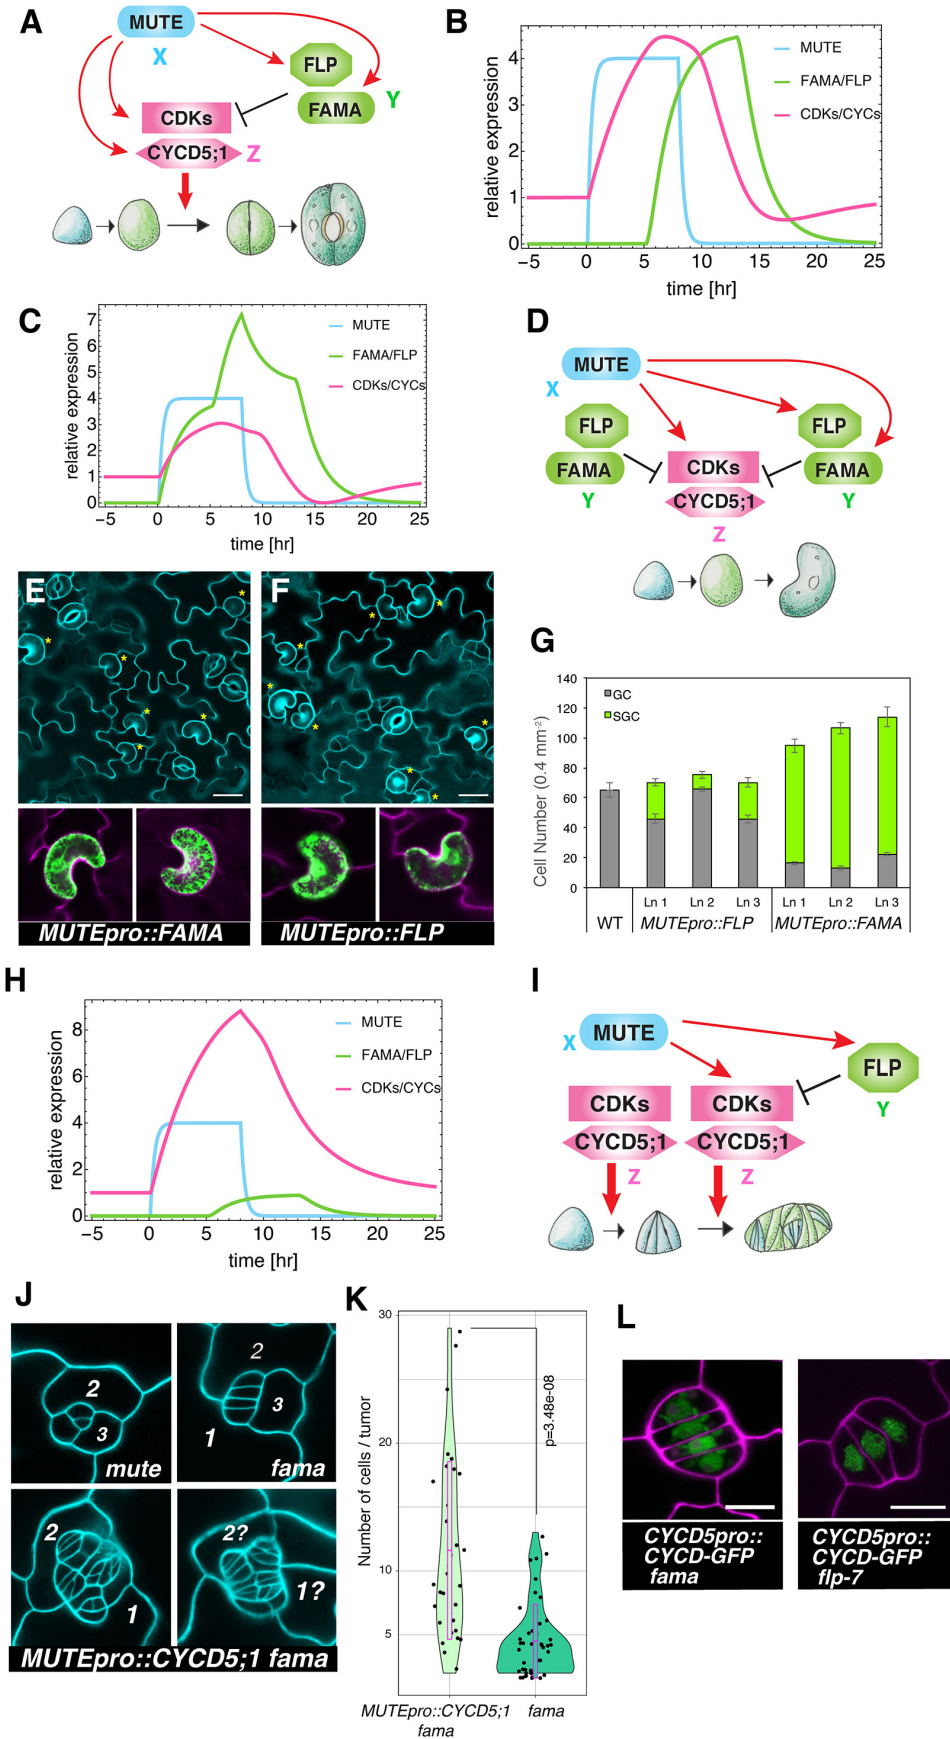 A
MUTE
X
FLP
FAMA
Y
CDKs
CYCD5;1
Z
B
relative expression
4
3
2
1
0
MUTE
FAMA/FLP
CDKs/CYCs
−5
0
5
10
15
20
25
time [hr]
C
relative expression
7
6
5
4
3
2
1
0
MUTE
FAMA/FLP
CDKs/CYCs
−5
0
5
10
15
20
25
time [hr]
D
MUTE
X
FLP
FLP
FAMA
CDKs
FAMA
Y
CYCD5;1
Y
Z
E
*
*
*
*
*
*
MUTEpro::FAMA
F
*
*
*
*
*
*
*
MUTEpro::FLP
G
Cell Number (0.4 mm-2)
140
120
100
80
60
40
20
0
GC
SGC
Ln 1
Ln 2
Ln 3
Ln 1
Ln 2
Ln 3
WT
MUTEpro::FLP
MUTEpro::FAMA
H
relative expression
8
6
4
2
0
MUTE
FAMA/FLP
CDKs/CYCs
−5
0
5
10
15
20
25
time [hr]
I
X
MUTE
FLP
Y
CDKs
CDKs
CYCD5;1
CYCD5;1
Z
Z
J
2
3
mute
2
3
1
fama
2
1
2?
1?
MUTEpro::CYCD5;1 fama
K
Number of cells / tumor
30
20
10
5
p=3.48e-08
MUTEpro::CYCD5;1
fama
fama
L
CYCD5pro::
CYCD-GFP
fama
CYCD5pro::
CYCD-GFP
flp-7